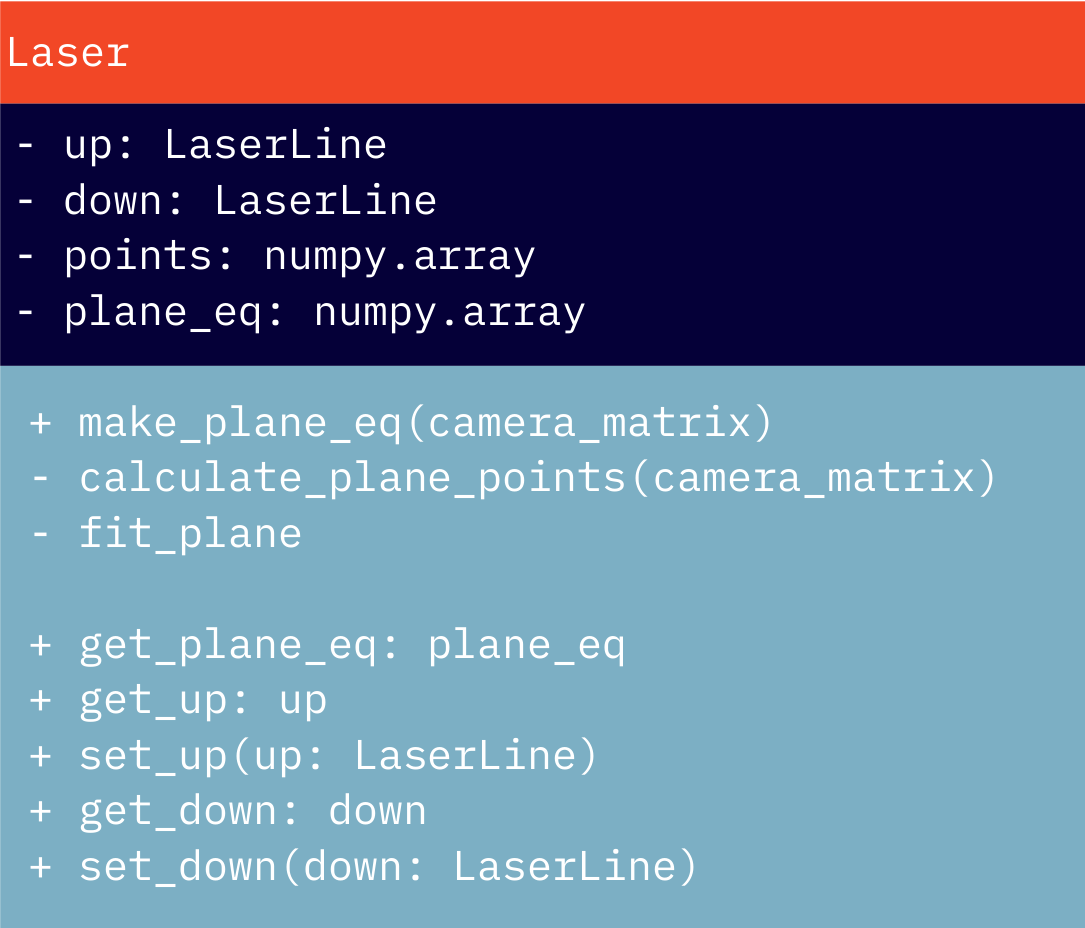 Laser
- up: LaserLine
- down: LaserLine
- points: numpy.array
- plane_eq: numpy.array
+ make_plane_eq(camera_matrix)
- calculate_plane_points(camera_matrix)
- fit_plane
+ get_plane_eq: plane_eq
+ get_up: up
+ set_up(up: LaserLine)
+ get_down: down
+ set_down(down: LaserLine)